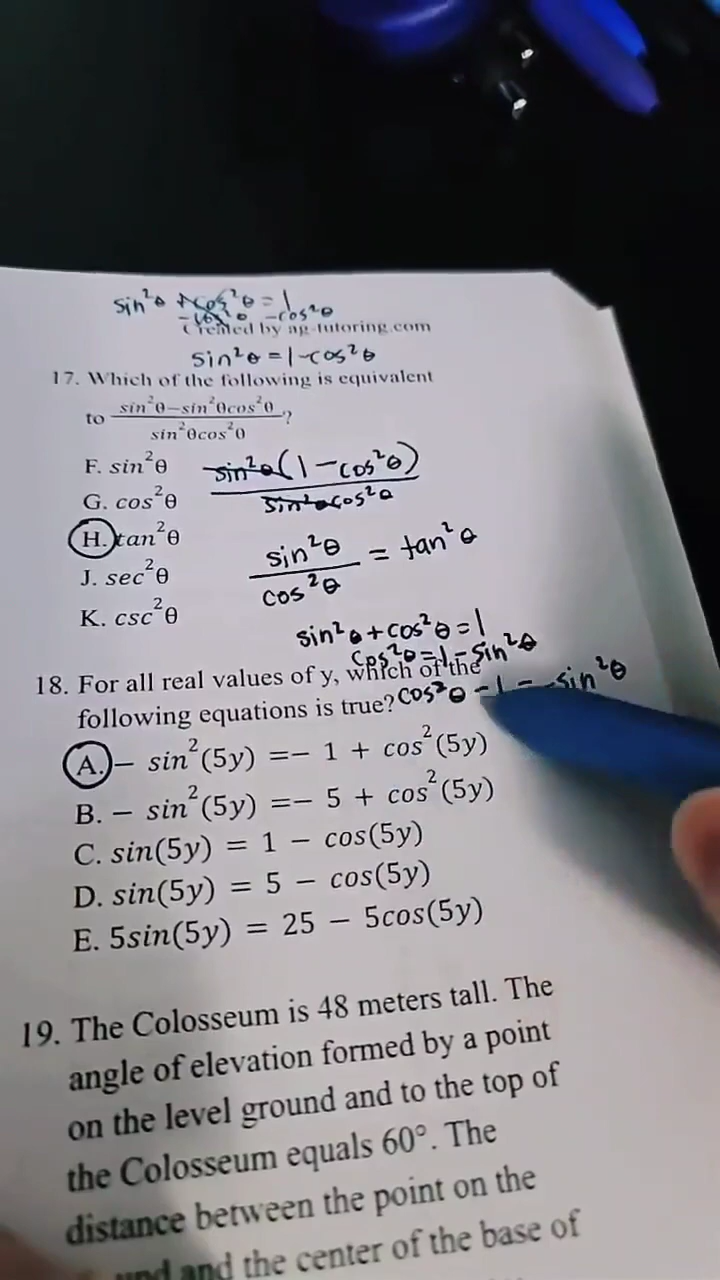 sin²θ + cos²θ = 1
-cos²θ -cos²θ
Created by ag-tutoring.com
sin²θ = 1 - cos²θ
17. Which of the following is equivalent
to (sin²θ−sin²θcos²θ)/(sin²θcos²θ)?
F. sin²θ
sin²θ(1 - cos²θ)
G. cos²θ
sin²θcos²θ
H. tan²θ
sin²θ/cos²θ = tan²θ
J. sec²θ
K. csc²θ
sin²θ + cos²θ = 1
cos²θ = 1 - sin²θ
18. For all real values of y, which of the
cos²θ - 1 = -sin²θ
following equations is true?
A. − sin²(5y) =− 1 + cos²(5y)
B. − sin²(5y) =− 5 + cos²(5y)
C. sin(5y) = 1 − cos(5y)
D. sin(5y) = 5 − cos(5y)
E. 5sin(5y) = 25 − 5cos(5y)
19. The Colosseum is 48 meters tall. The
angle of elevation formed by a point
on the level ground and to the top of
the Colosseum equals 60°. The
distance between the point on the
and the center of the base of